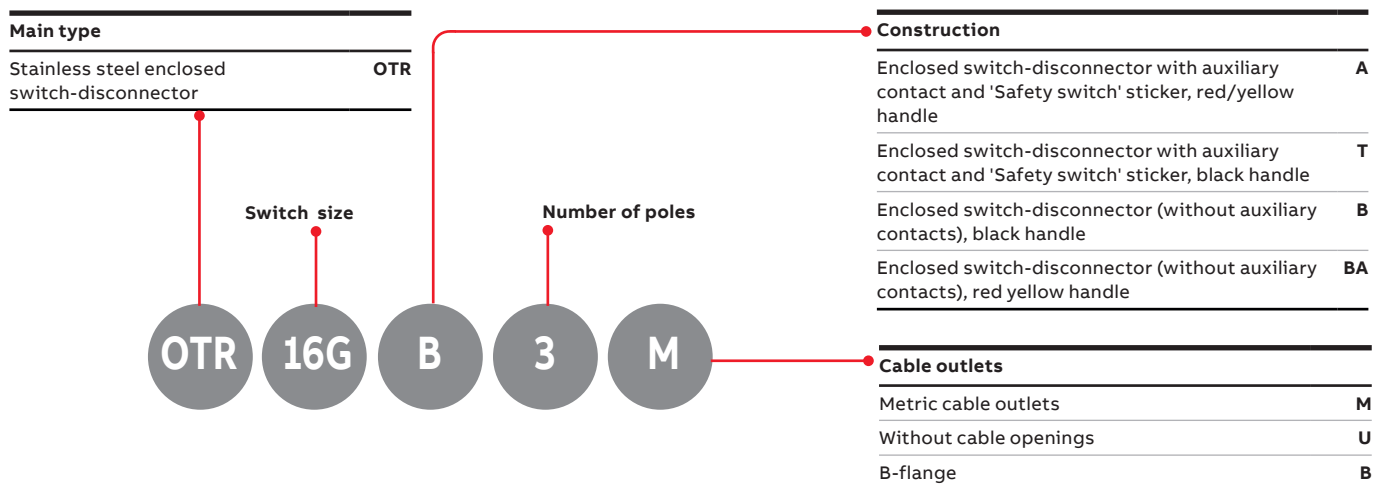 Main type
Stainless steel enclosed OTR
switch-disconnector
Switch size
Number of poles
OTR 16G B 3 M
Construction
Enclosed switch-disconnector with auxiliary A
contact and 'Safety switch' sticker, red/yellow
handle
Enclosed switch-disconnector with auxiliary T
contact and 'Safety switch' sticker, black handle
Enclosed switch-disconnector (without auxiliary B
contacts), black handle
Enclosed switch-disconnector (without auxiliary BA
contacts), red yellow handle
Cable outlets
Metric cable outlets M
Without cable openings U
B-flange B